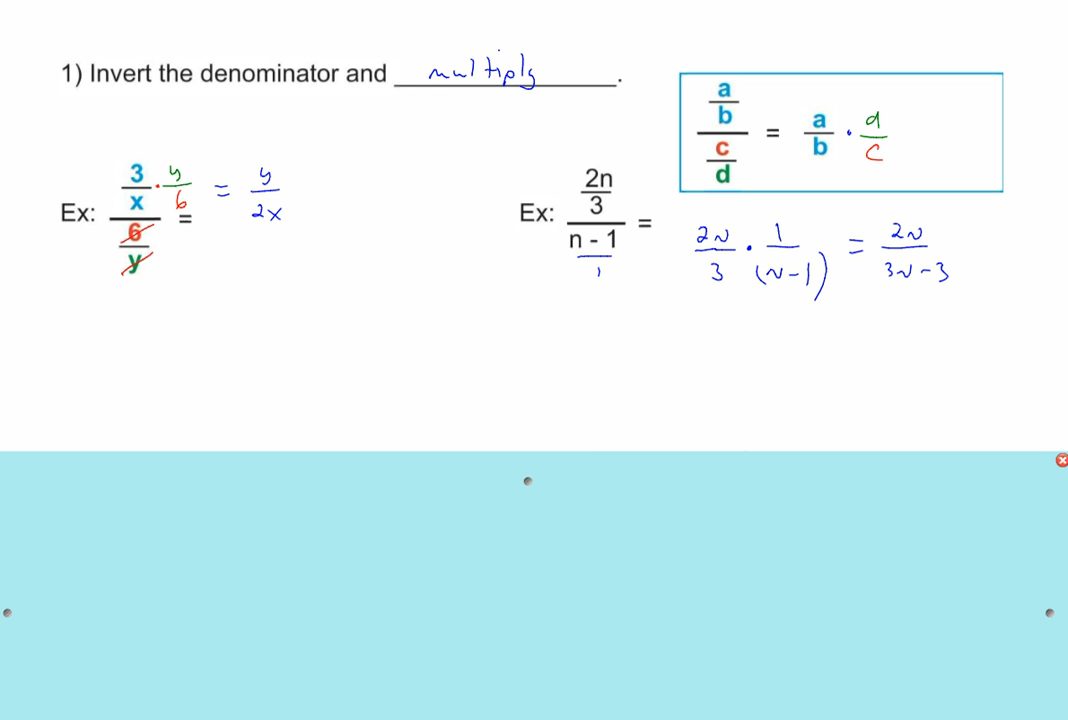 1) Invert the denominator and multiply.
a/b / c/d = a/b · d/c
Ex: 3/x · y/6 / 6/y = = y/2x
Ex: 2n/3 / n - 1/1 = 2n/3 · 1/(n-1) = 2n/3n-3